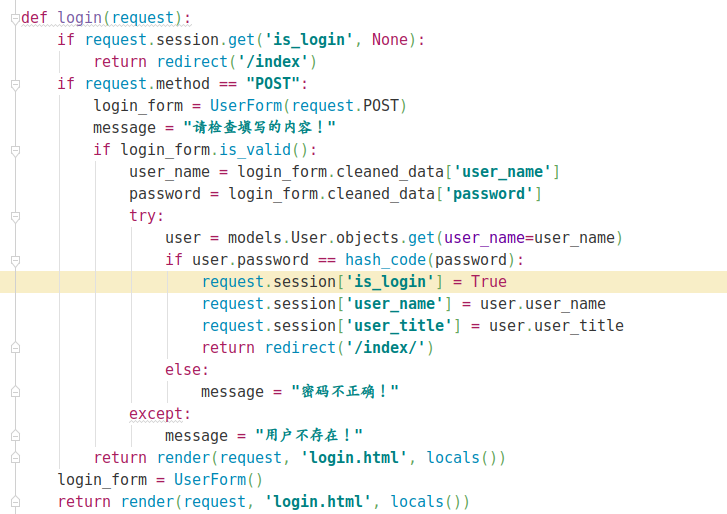 def login(request):
    if request.session.get('is_login', None):
        return redirect('/index')
    if request.method == "POST":
        login_form = UserForm(request.POST)
        message = "请检查填写的内容！"
        if login_form.is_valid():
            user_name = login_form.cleaned_data['user_name']
            password = login_form.cleaned_data['password']
            try:
                user = models.User.objects.get(user_name=user_name)
                if user.password == hash_code(password):
                    request.session['is_login'] = True
                    request.session['user_name'] = user.user_name
                    request.session['user_title'] = user.user_title
                    return redirect('/index/')
                else:
                    message = "密码不正确！"
            except:
                message = "用户不存在！"
        return render(request, 'login.html', locals())
    login_form = UserForm()
    return render(request, 'login.html', locals())